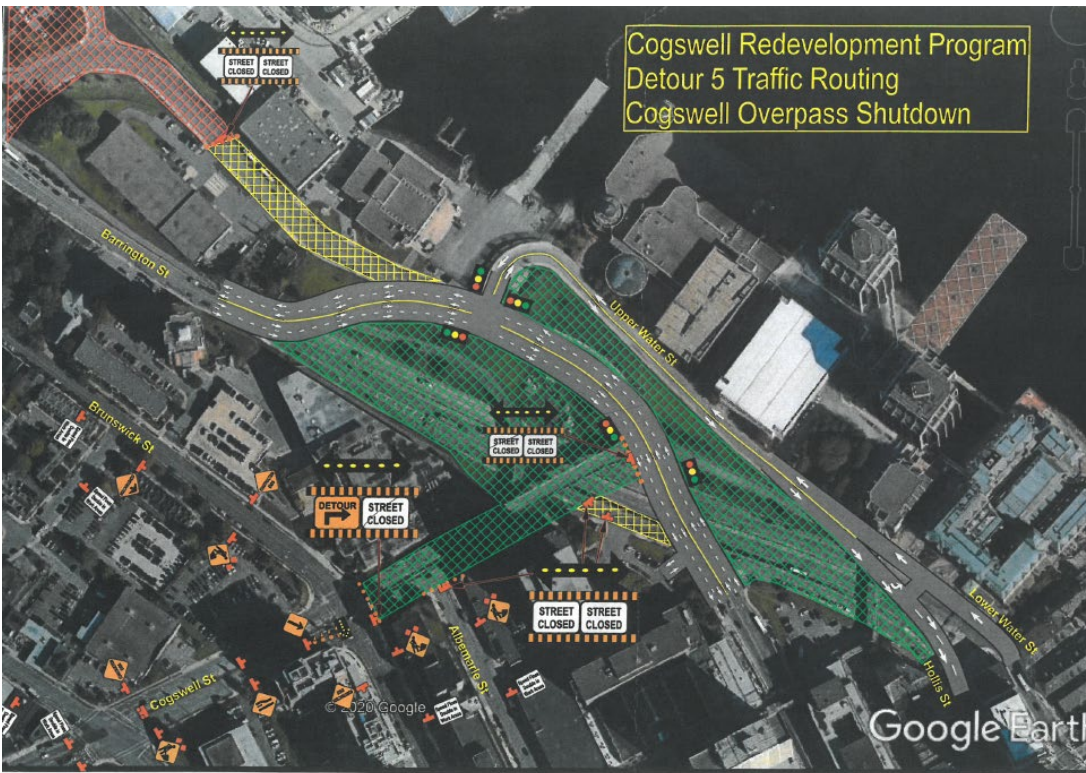 Cogswell Redevelopment Program
Detour 5 Traffic Routing
Cogswell Overpass Shutdown
STREET CLOSED
STREET CLOSED
Barrington St
Upper Water St
Brunswick St
STREET CLOSED
STREET CLOSED
DETOUR
STREET CLOSED
STREET CLOSED
STREET CLOSED
Albemarle St
Lower Water St
Hollis St
Cogswell St
© 2020 Google
Google Earth